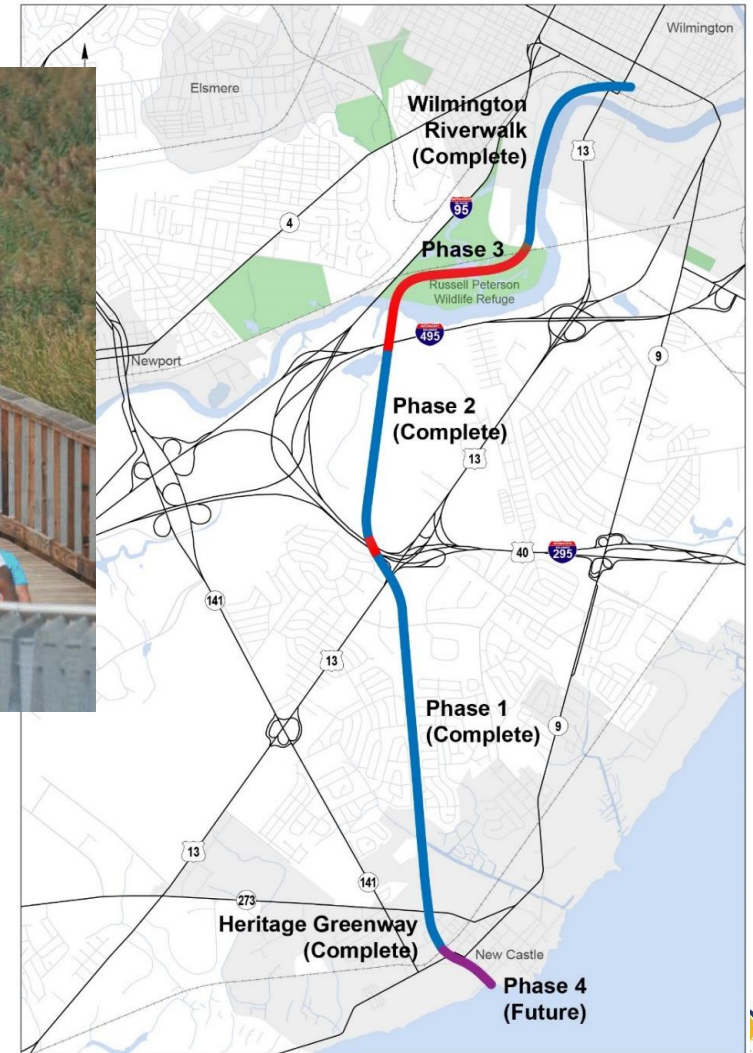 Wilmington
Elsmere
Wilmington
Riverwalk
(Complete)
13
95
4
Phase 3
Russell Peterson
Wildlife Refuge
495
Newport
9
Phase 2
(Complete)
13
40
295
141
13
Phase 1
(Complete)
9
13
141
273
Heritage Greenway
(Complete)
New Castle
Phase 4
(Future)